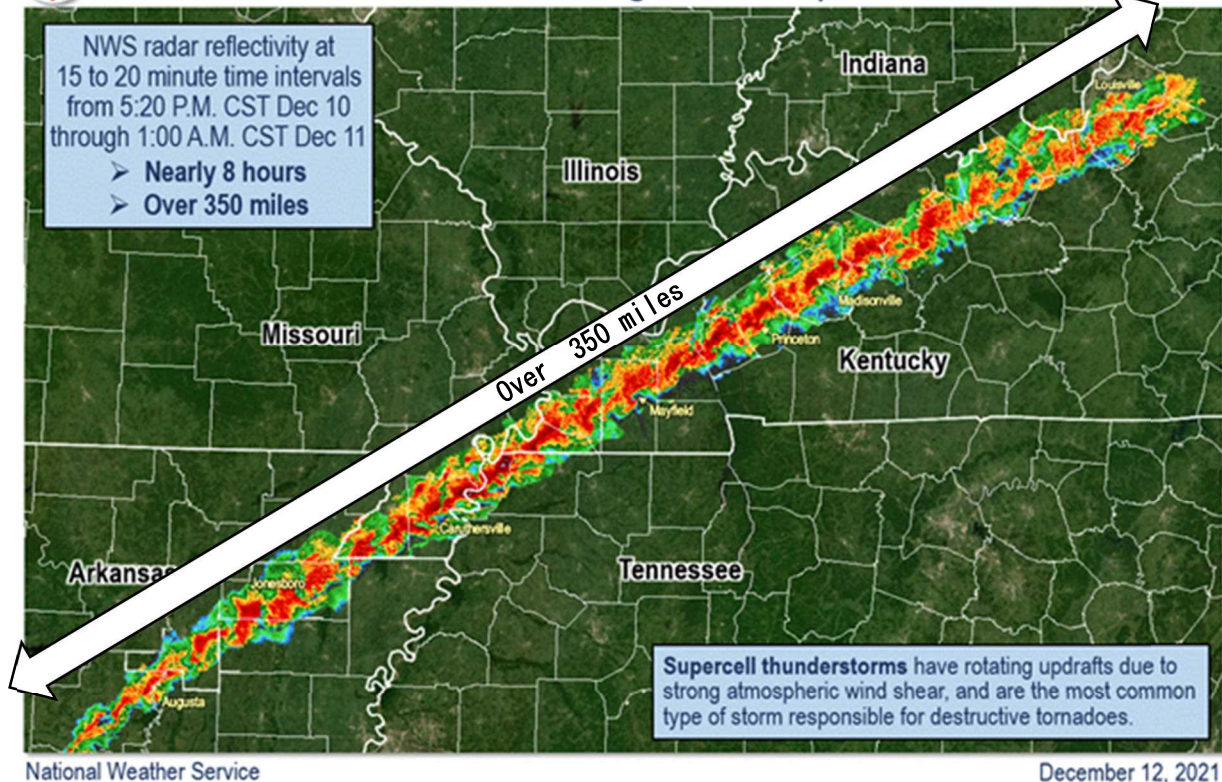 NWS radar reflectivity at
15 to 20 minute time intervals
from 5:20 P.M. CST Dec 10
through 1:00 A.M. CST Dec 11
➢ Nearly 8 hours
➢ Over 350 miles
Indiana
Louisville
Illinois
Over 350 miles
Madisonville
Missouri
Princeton
Kentucky
Mayfield
Caruthersville
Arkansas
Jonesboro
Tennessee
Augusta
Supercell thunderstorms have rotating updrafts due to
strong atmospheric wind shear, and are the most common
type of storm responsible for destructive tornadoes.
National Weather Service
December 12, 2021